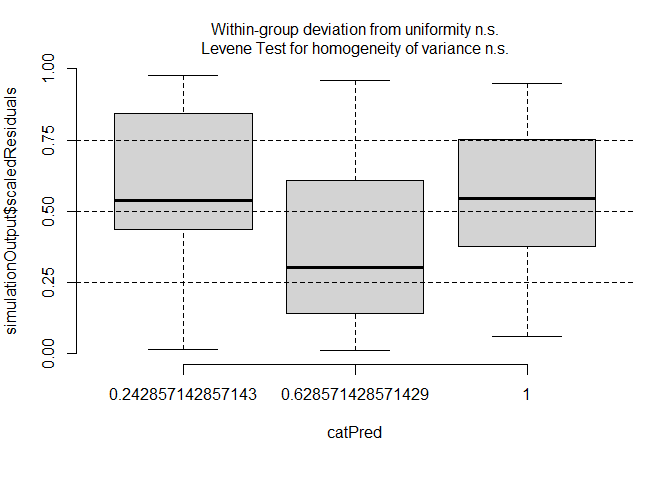 Within-group deviation from uniformity n.s.
Levene Test for homogeneity of variance n.s.
simulationOutput$scaledResiduals
1.00
0.75
0.50
0.25
0.00
0.242857142857143 0.628571428571429 1
catPred